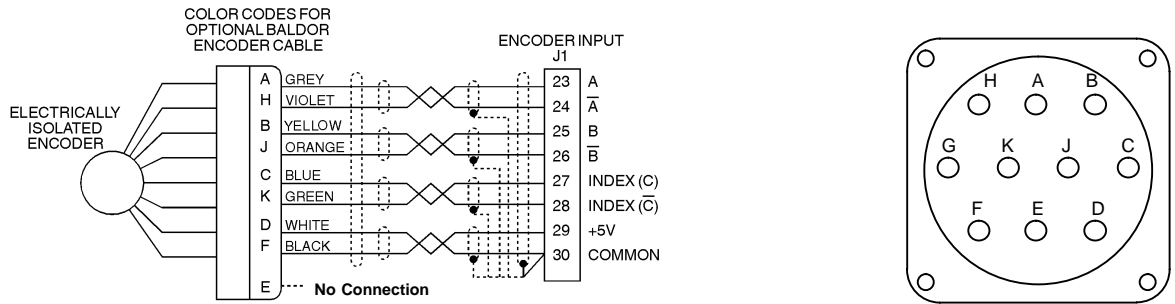 COLOR CODES FOR
OPTIONAL BALDOR
ENCODER CABLE
ENCODER INPUT
J1
ELECTRICALLY
ISOLATED
ENCODER
A GREY 23 A
H VIOLET 24 A̅
B YELLOW 25 B
J ORANGE 26 B̅
C BLUE 27 INDEX (C)
K GREEN 28 INDEX (C̅)
D WHITE 29 +5V
F BLACK 30 COMMON
E No Connection
H A B
G K J C
F E D